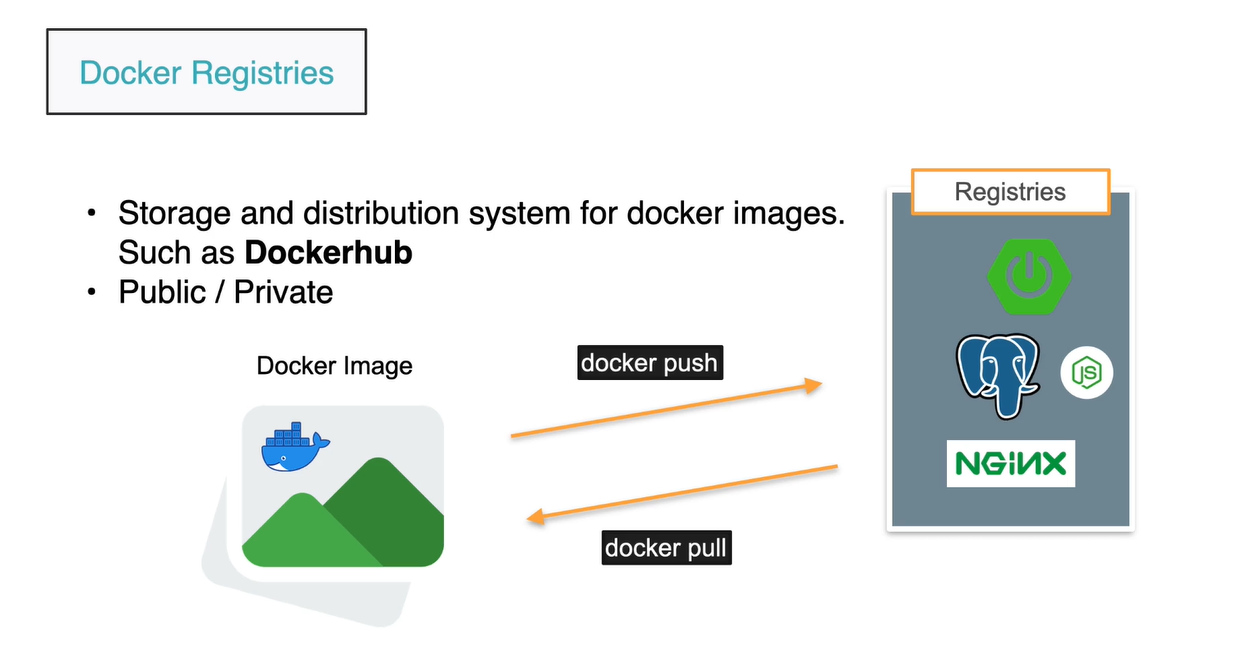 Docker Registries
• Storage and distribution system for docker images.
Such as Dockerhub
• Public / Private
Docker Image
docker push
docker pull
Registries
JS
NGINX